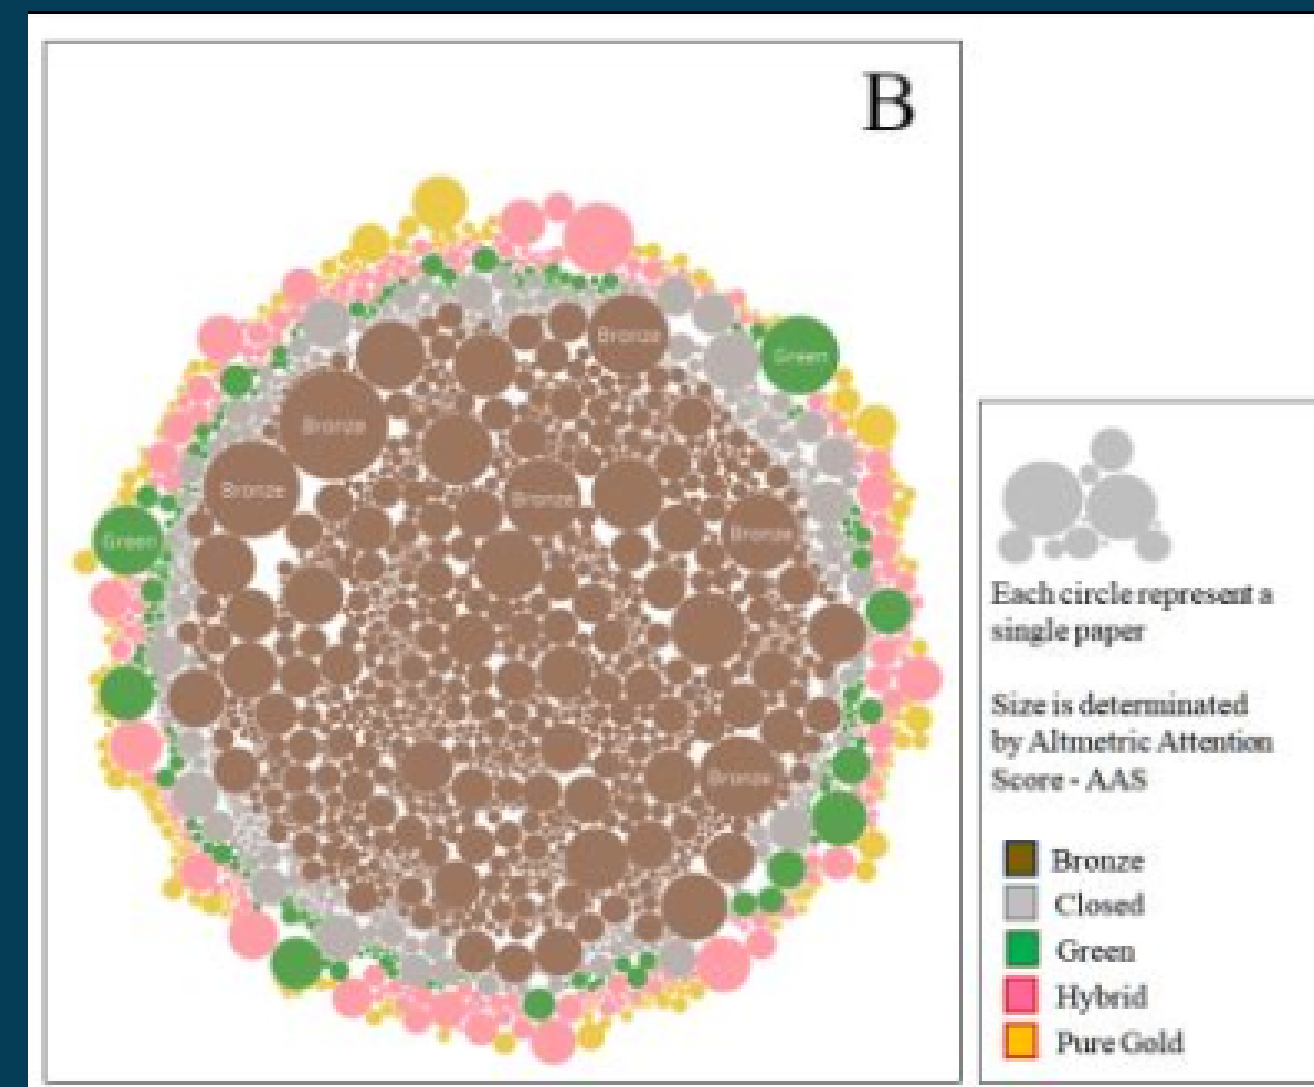 B
Bronze
Green
Bronze
Bronze
Bronze
Bronze
Green
Bronze
Each circle represent a
single paper
Size is determinated
by Altmetric Attention
Score - AAS
Bronze
Closed
Green
Hybrid
Pure Gold